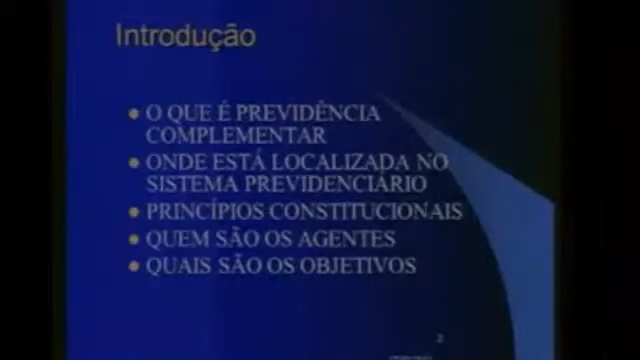 Introdução
O QUE É PREVIDÊNCIA
COMPLEMENTAR
ONDE ESTÁ LOCALIZADA NO
SISTEMA PREVIDENCIÁRIO
PRINCÍPIOS CONSTITUCIONAIS
QUEM SÃO OS AGENTES
QUAIS SÃO OS OBJETIVOS
2